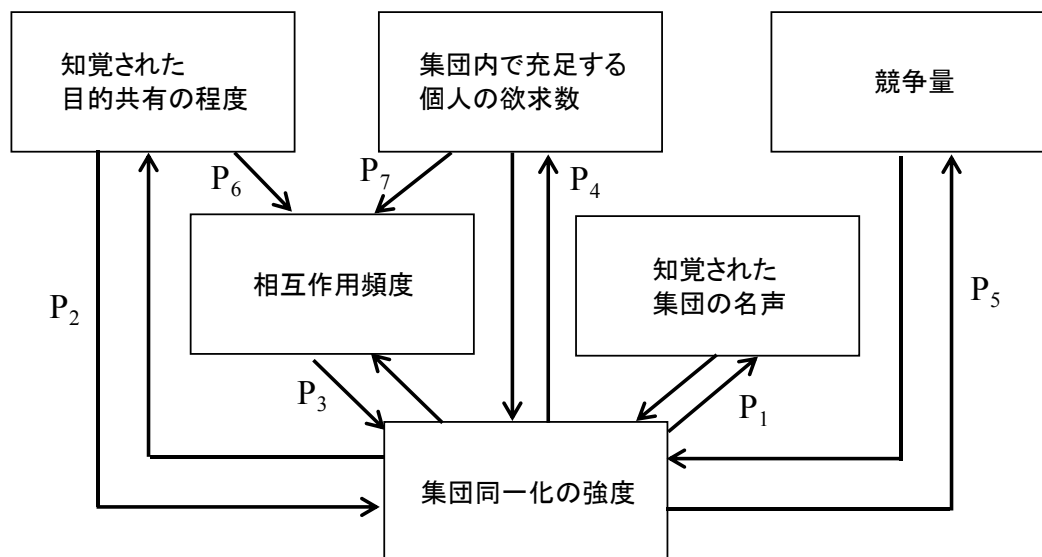 知覚された
目的共有の程度
集団内で充足する
個人の欲求数
競争量
P6
P7
P4
相互作用頻度
知覚された
集団の名声
P2
P5
P3
P1
集団同一化の強度